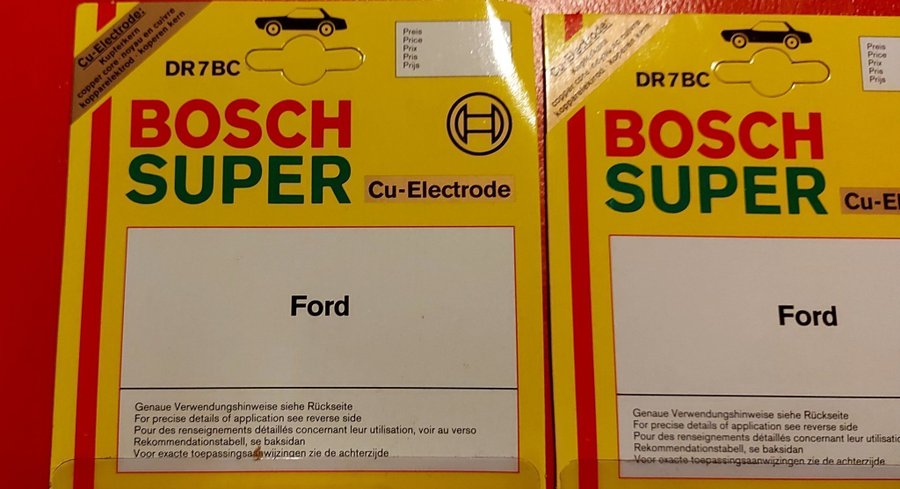 Cu-Electrode:
Kupferkern
copper core·noyau en cuivre
kopparelektrod·koperen kern
DR7BC
Preis
Price
Prix
Pris
Prijs
BOSCH
SUPER
Cu-Electrode
Ford
Genaue Verwendungshinweise siehe Rückseite
For precise details of application see reverse side
Pour des renseignements détaillés concernant leur utilisation, voir au verso
Rekommendationstabell, se baksidan
Voor exacte toepassingsaanwijzingen zie de achterzijde
Cu-Electrode:
DR7BC
Preis
Price
Prix
Pris
Prijs
BOSCH
SUPER
Cu-El
Ford
Genaue Verwendungshinweise siehe Rückseite
For precise details of application see reverse side
Pour des renseignements détaillés concernant leur utilisatio
Rekommendationstabell, se baksidan
Voor exacte toepassingsaanwijzingen zie de achterzijde